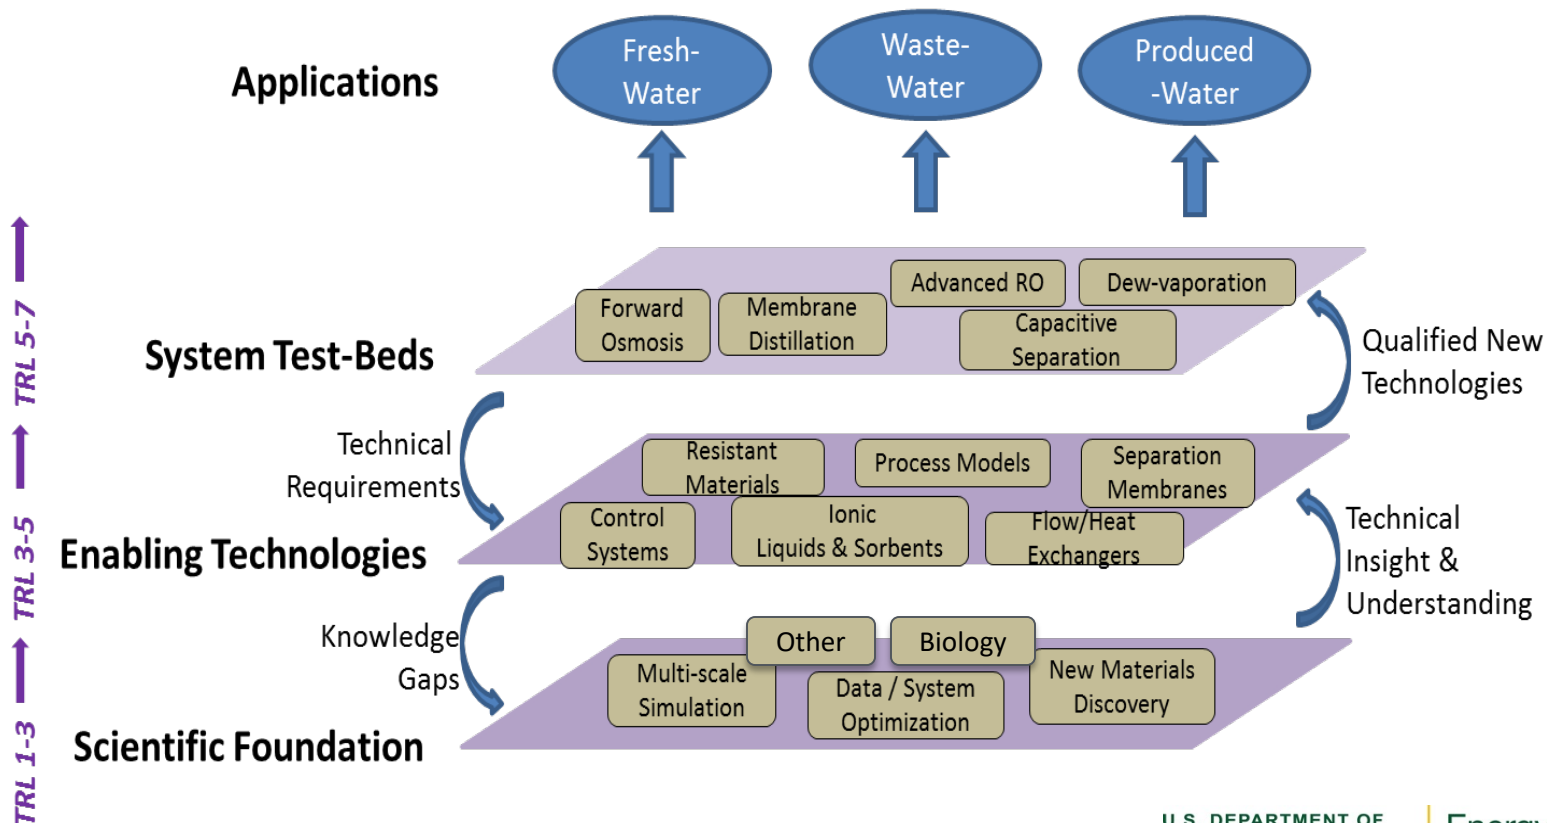 Applications
Fresh-
Water
Waste-
Water
Produced
-Water
System Test-Beds
Forward
Osmosis
Membrane
Distillation
Advanced RO
Dew-vaporation
Capacitive
Separation
Qualified New
Technologies
Technical
Requirements
Enabling Technologies
Resistant
Materials
Process Models
Separation
Membranes
Control
Systems
Ionic
Liquids & Sorbents
Flow/Heat
Exchangers
Technical
Insight &
Understanding
Knowledge
Gaps
Scientific Foundation
Other
Biology
Multi-scale
Simulation
Data / System
Optimization
New Materials
Discovery
TRL 5-7
TRL 3-5
TRL 1-3
U.S. DEPARTMENT OF
Energy